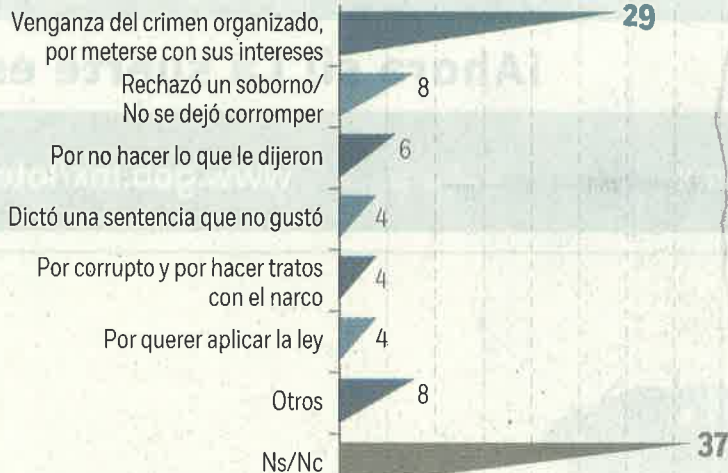 Venganza del crimen organizado,
por meterse con sus intereses
29
Rechazó un soborno/
No se dejó corromper
8
Por no hacer lo que le dijeron
6
Dictó una sentencia que no gustó
4
Por corrupto y por hacer tratos
con el narco
4
Por querer aplicar la ley
4
Otros
8
Ns/Nc
37